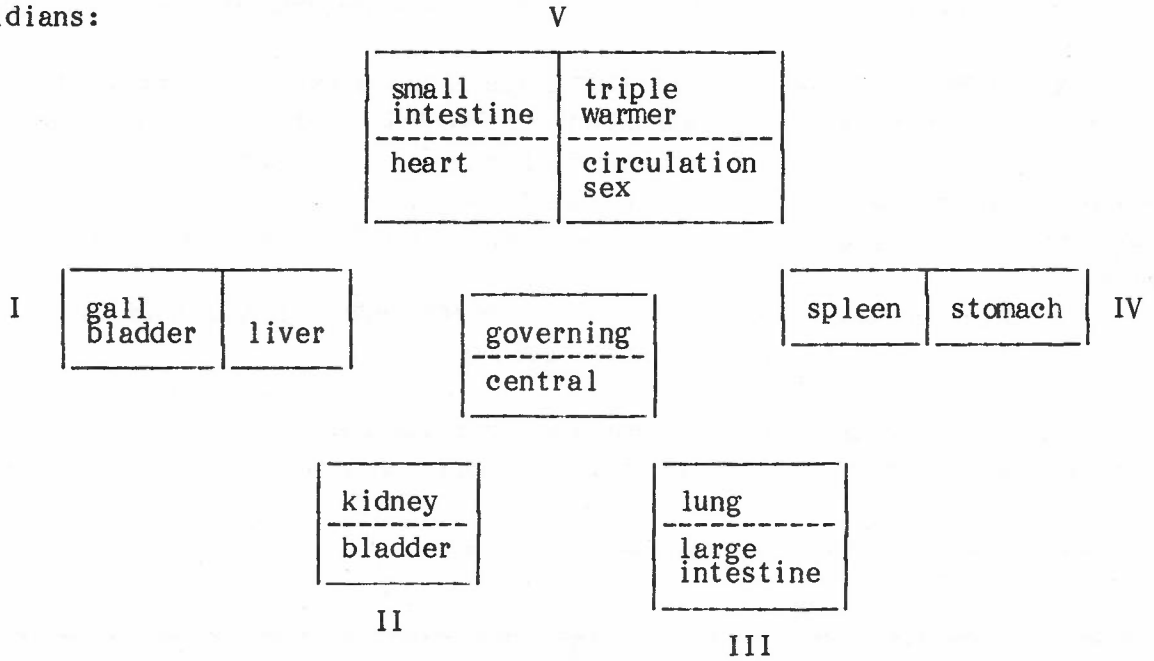 dians:
V
small intestine
triple warmer
heart
circulation sex
I
gall bladder
liver
governing
central
spleen
stomach
IV
kidney
bladder
II
lung
large intestine
III